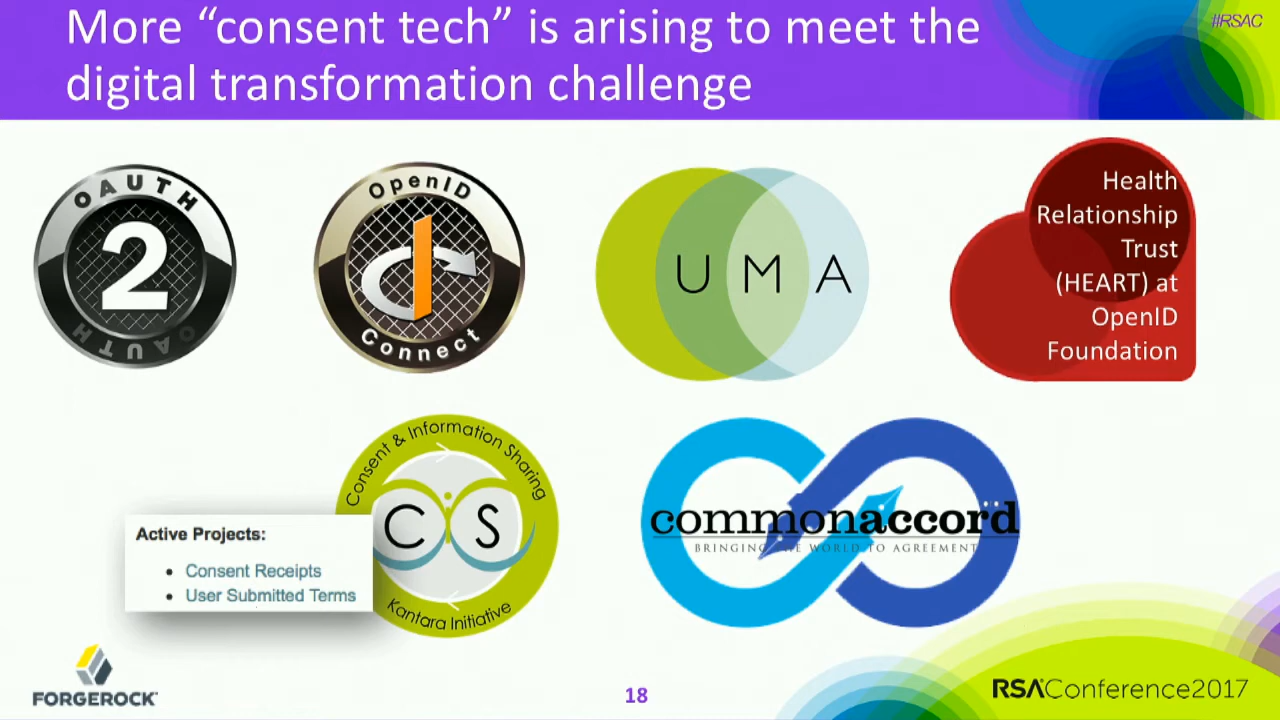 More “consent tech” is arising to meet the
digital transformation challenge
#RSAC
OAUTH
2
OAUTH
OpenID
Connect
UMA
Health
Relationship
Trust
(HEART) at
OpenID
Foundation
Consent & Information Sharing
CS
Kantara Initiative
Active Projects:
• Consent Receipts
• User Submitted Terms
commonaccord
BRINGING THE WORLD TO AGREEMENT
FORGEROCK
18
RSAConference2017